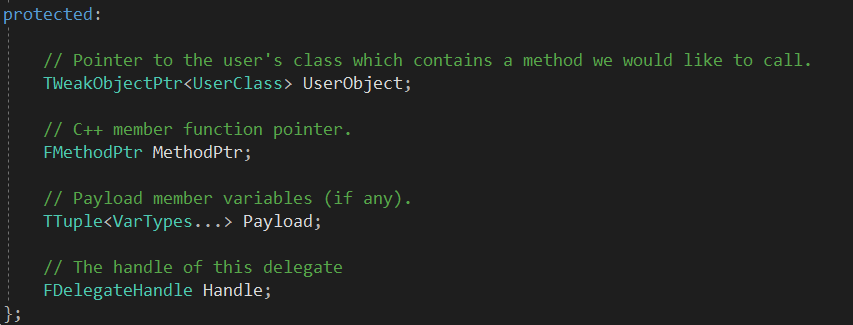 protected:
// Pointer to the user's class which contains a method we would like to call.
TWeakObjectPtr<UserClass> UserObject;
// C++ member function pointer.
FMethodPtr MethodPtr;
// Payload member variables (if any).
TTuple<VarTypes...> Payload;
// The handle of this delegate
FDelegateHandle Handle;
};